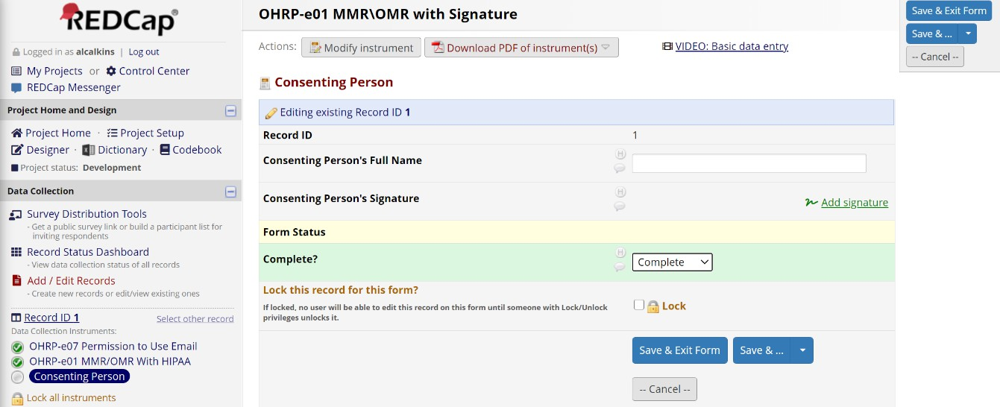 REDCap®
Logged in as alcalkins | Log out
My Projects or Control Center
REDCap Messenger
Project Home and Design
Project Home · Project Setup
Designer · Dictionary · Codebook
Project status: Development
Data Collection
Survey Distribution Tools
- Get a public survey link or build a participant list for
inviting respondents
Record Status Dashboard
- View data collection status of all records
Add / Edit Records
- Create new records or edit/view existing ones
Record ID 1 Select other record
Data Collection Instruments:
OHRP-e07 Permission to Use Email
OHRP-e01 MMR/OMR With HIPAA
Consenting Person
Lock all instruments
OHRP-e01 MMR\OMR with Signature
Actions: Modify instrument Download PDF of instrument(s) VIDEO: Basic data entry
Consenting Person
Editing existing Record ID 1
Record ID 1
Consenting Person's Full Name H
Consenting Person's Signature H Add signature
Form Status
Complete? H Complete
Lock this record for this form?
If locked, no user will be able to edit this record on this form until someone with Lock/Unlock
privileges unlocks it.
Lock
Save & Exit Form Save & ...
-- Cancel --
Save & Exit Form
Save & ...
-- Cancel --